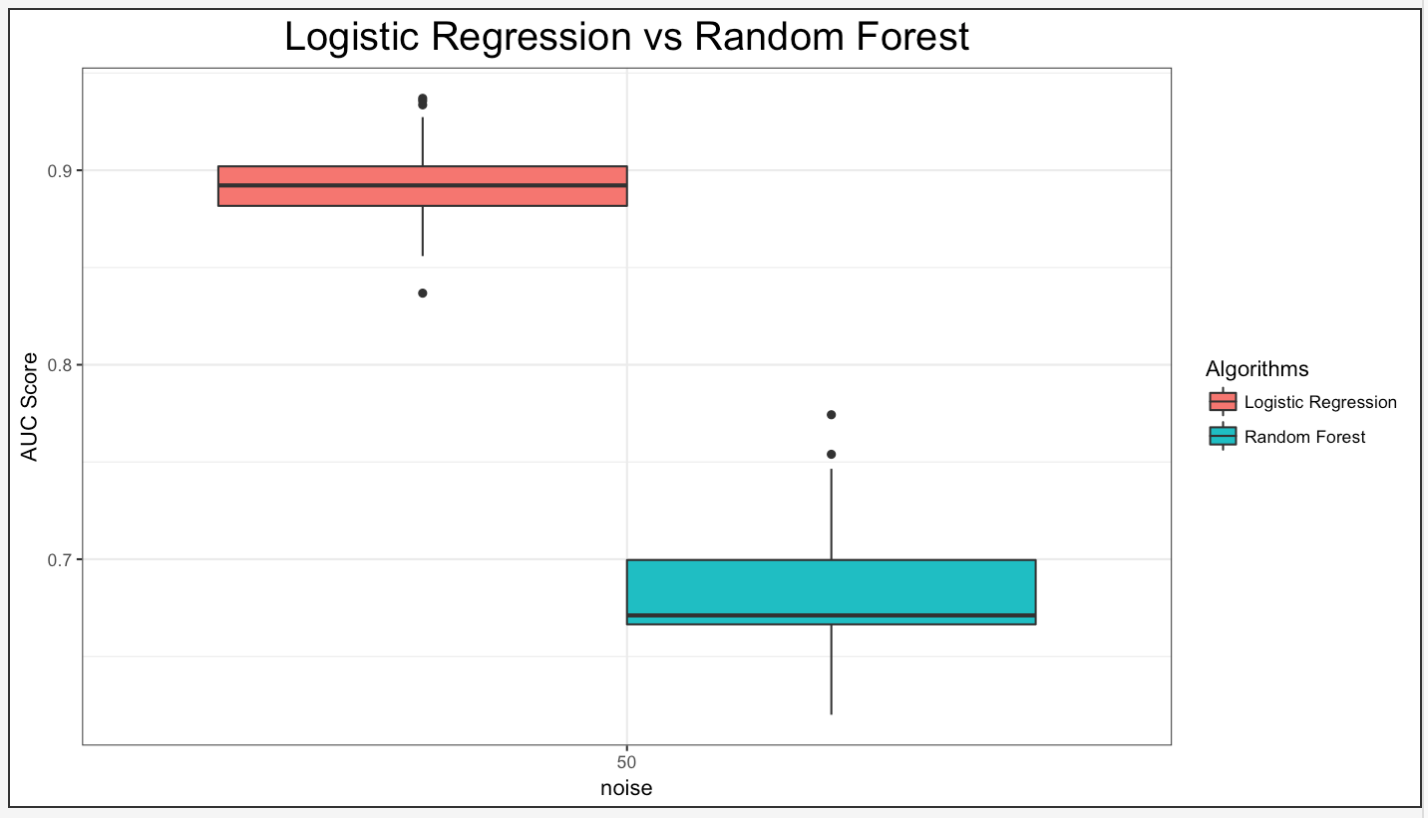 Logistic Regression vs Random Forest
0.9
0.8
0.7
AUC Score
50
noise
Algorithms
Logistic Regression
Random Forest